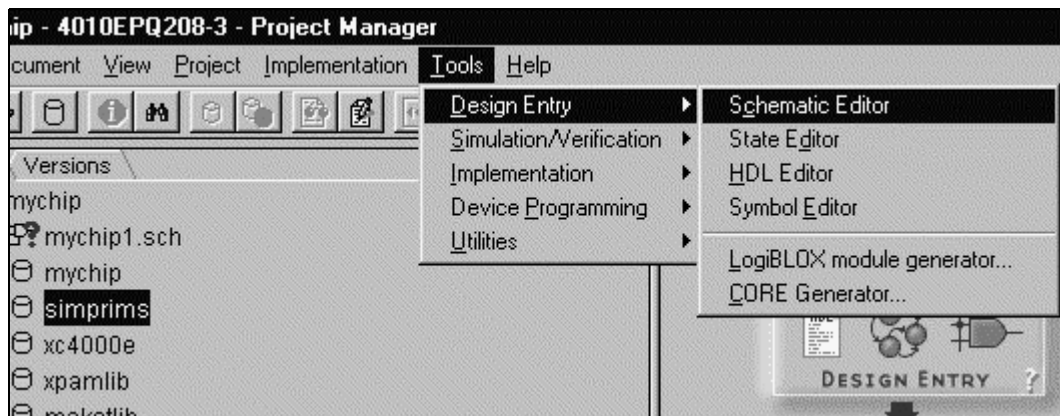 ip - 4010EPQ208-3 - Project Manager
cument View Project Implementation Tools Help
Design Entry
Simulation/Verification
Implementation
Device Programming
Utilities
Schematic Editor
State Editor
HDL Editor
Symbol Editor
LogiBLOX module generator...
CORE Generator...
Versions
mychip
mychip1.sch
mychip
simprims
xc4000e
xpamlib
HDL
DESIGN ENTRY
?